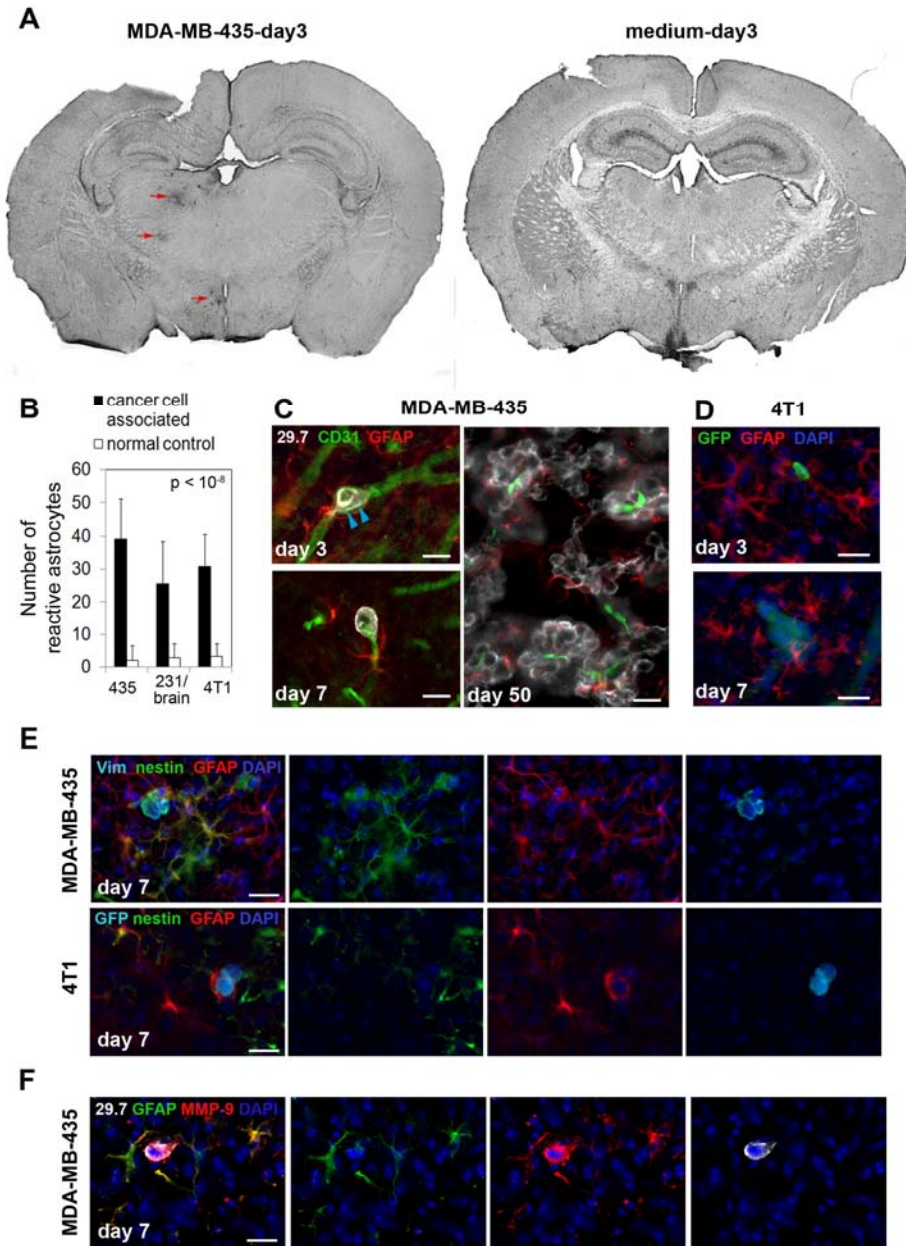 A
MDA-MB-435-day3
medium-day3
B
cancer cell
associated
normal control
p < 10⁻⁸
Number of
reactive astrocytes
60
50
40
30
20
10
0
435
231/
brain
4T1
C
MDA-MB-435
29.7 CD31 GFAP
day 3
day 7
day 50
D
4T1
GFP GFAP DAPI
day 3
day 7
E
MDA-MB-435
Vim nestin GFAP DAPI
day 7
4T1
GFP nestin GFAP DAPI
day 7
F
MDA-MB-435
29.7 GFAP MMP-9 DAPI
day 7